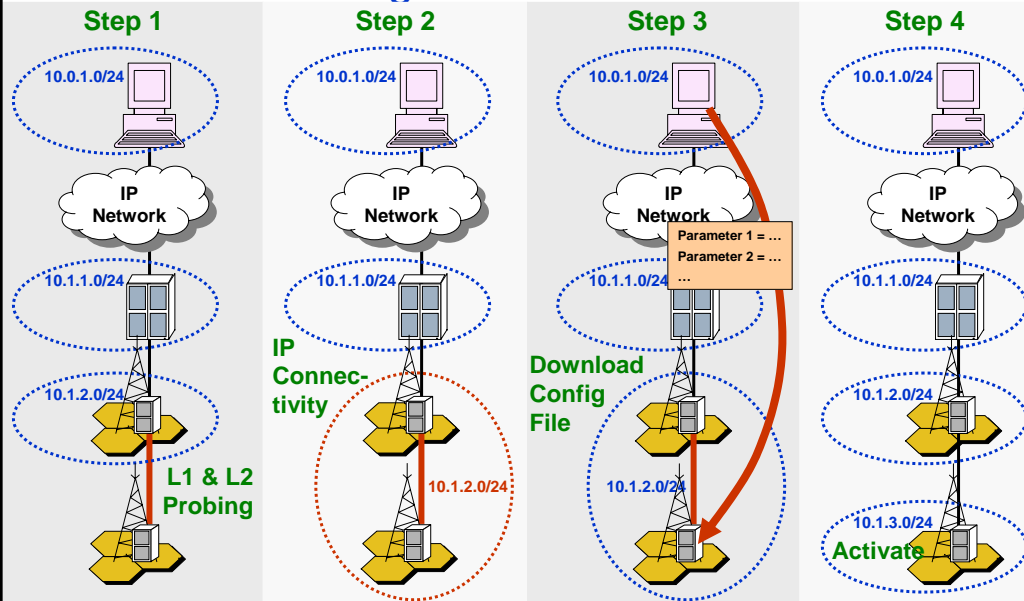 Step 1
10.0.1.0/24
IP
Network
10.1.1.0/24
10.1.2.0/24
L1 & L2
Probing
Step 2
10.0.1.0/24
IP
Network
10.1.1.0/24
IP
Connec-
tivity
10.1.2.0/24
Step 3
10.0.1.0/24
IP
Network
Parameter 1 = …
Parameter 2 = …
…
10.1.1.0/24
Download
Config
File
10.1.2.0/24
Step 4
10.0.1.0/24
IP
Network
10.1.1.0/24
10.1.2.0/24
10.1.3.0/24
Activate